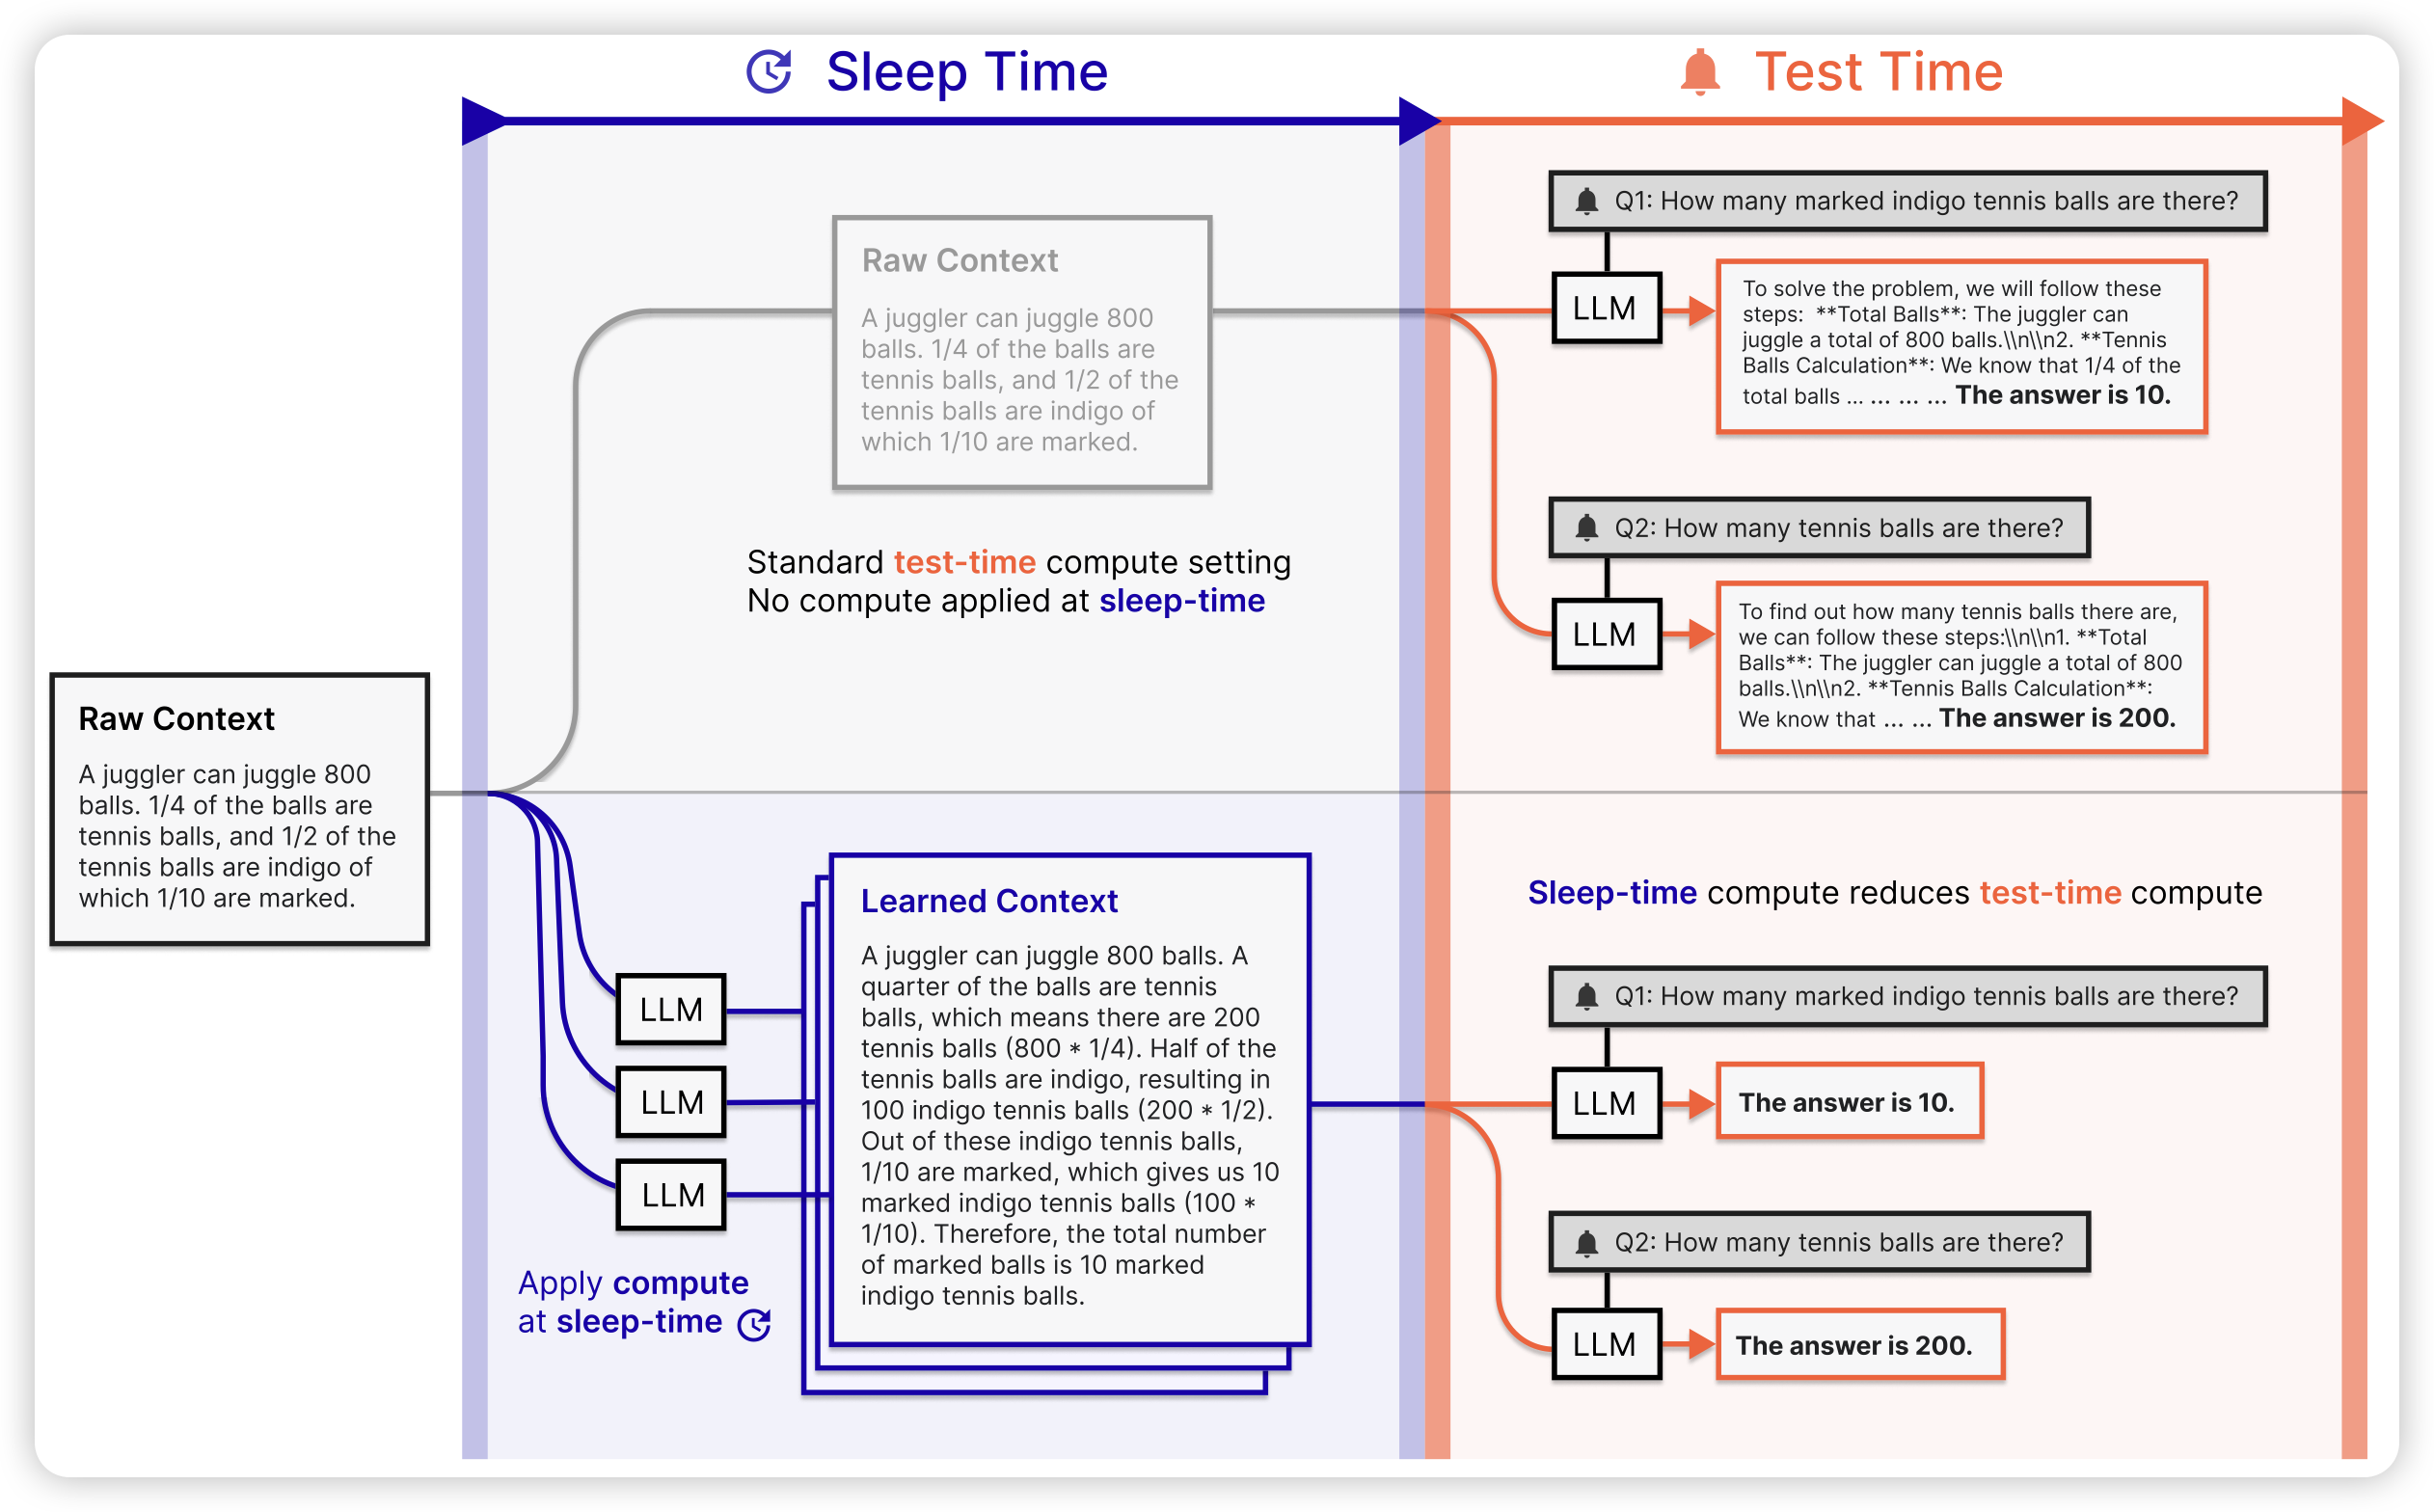 Sleep Time
Test Time
Raw Context
A juggler can juggle 800
balls. 1/4 of the balls are
tennis balls, and 1/2 of the
tennis balls are indigo of
which 1/10 are marked.
Raw Context
A juggler can juggle 800
balls. 1/4 of the balls are
tennis balls, and 1/2 of the
tennis balls are indigo of
which 1/10 are marked.
Standard test-time compute setting
No compute applied at sleep-time
Q1: How many marked indigo tennis balls are there?
LLM
To solve the problem, we will follow these
steps:  **Total Balls**: The juggler can
juggle a total of 800 balls.\\n\\n2. **Tennis
Balls Calculation**: We know that 1/4 of the
total balls ... ... ... ... The answer is 10.
Q2: How many tennis balls are there?
LLM
To find out how many tennis balls there are,
we can follow these steps:\\n\\n1. **Total
Balls**: The juggler can juggle a total of 800
balls.\\n\\n2. **Tennis Balls Calculation**:
We know that ... ... The answer is 200.
LLM
LLM
LLM
Apply compute
at sleep-time
Learned Context
A juggler can juggle 800 balls. A
quarter of the balls are tennis
balls, which means there are 200
tennis balls (800 * 1/4). Half of the
tennis balls are indigo, resulting in
100 indigo tennis balls (200 * 1/2).
Out of these indigo tennis balls,
1/10 are marked, which gives us 10
marked indigo tennis balls (100 *
1/10). Therefore, the total number
of marked balls is 10 marked
indigo tennis balls.
Sleep-time compute reduces test-time compute
Q1: How many marked indigo tennis balls are there?
LLM
The answer is 10.
Q2: How many tennis balls are there?
LLM
The answer is 200.